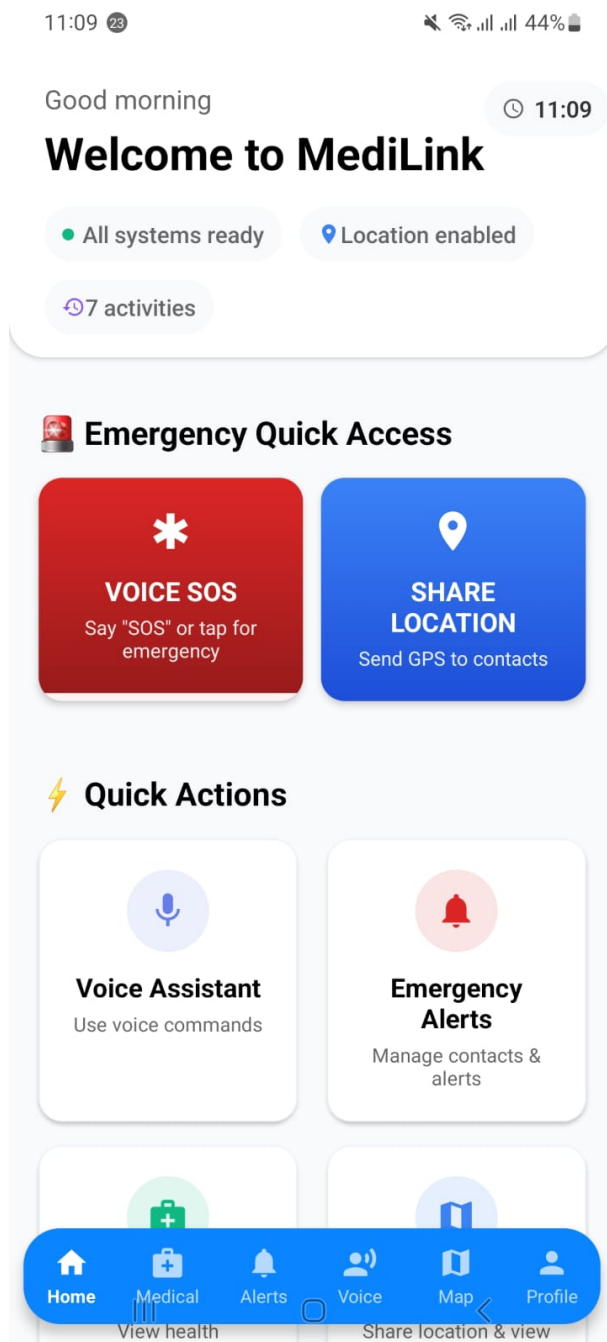 11:09 23 44%
Good morning
11:09
Welcome to MediLink
All systems ready
Location enabled
7 activities
Emergency Quick Access
VOICE SOS
Say "SOS" or tap for
emergency
SHARE
LOCATION
Send GPS to contacts
Quick Actions
Voice Assistant
Use voice commands
Emergency
Alerts
Manage contacts &
alerts
Home Medical Alerts Voice Map Profile
View health
Share location & view